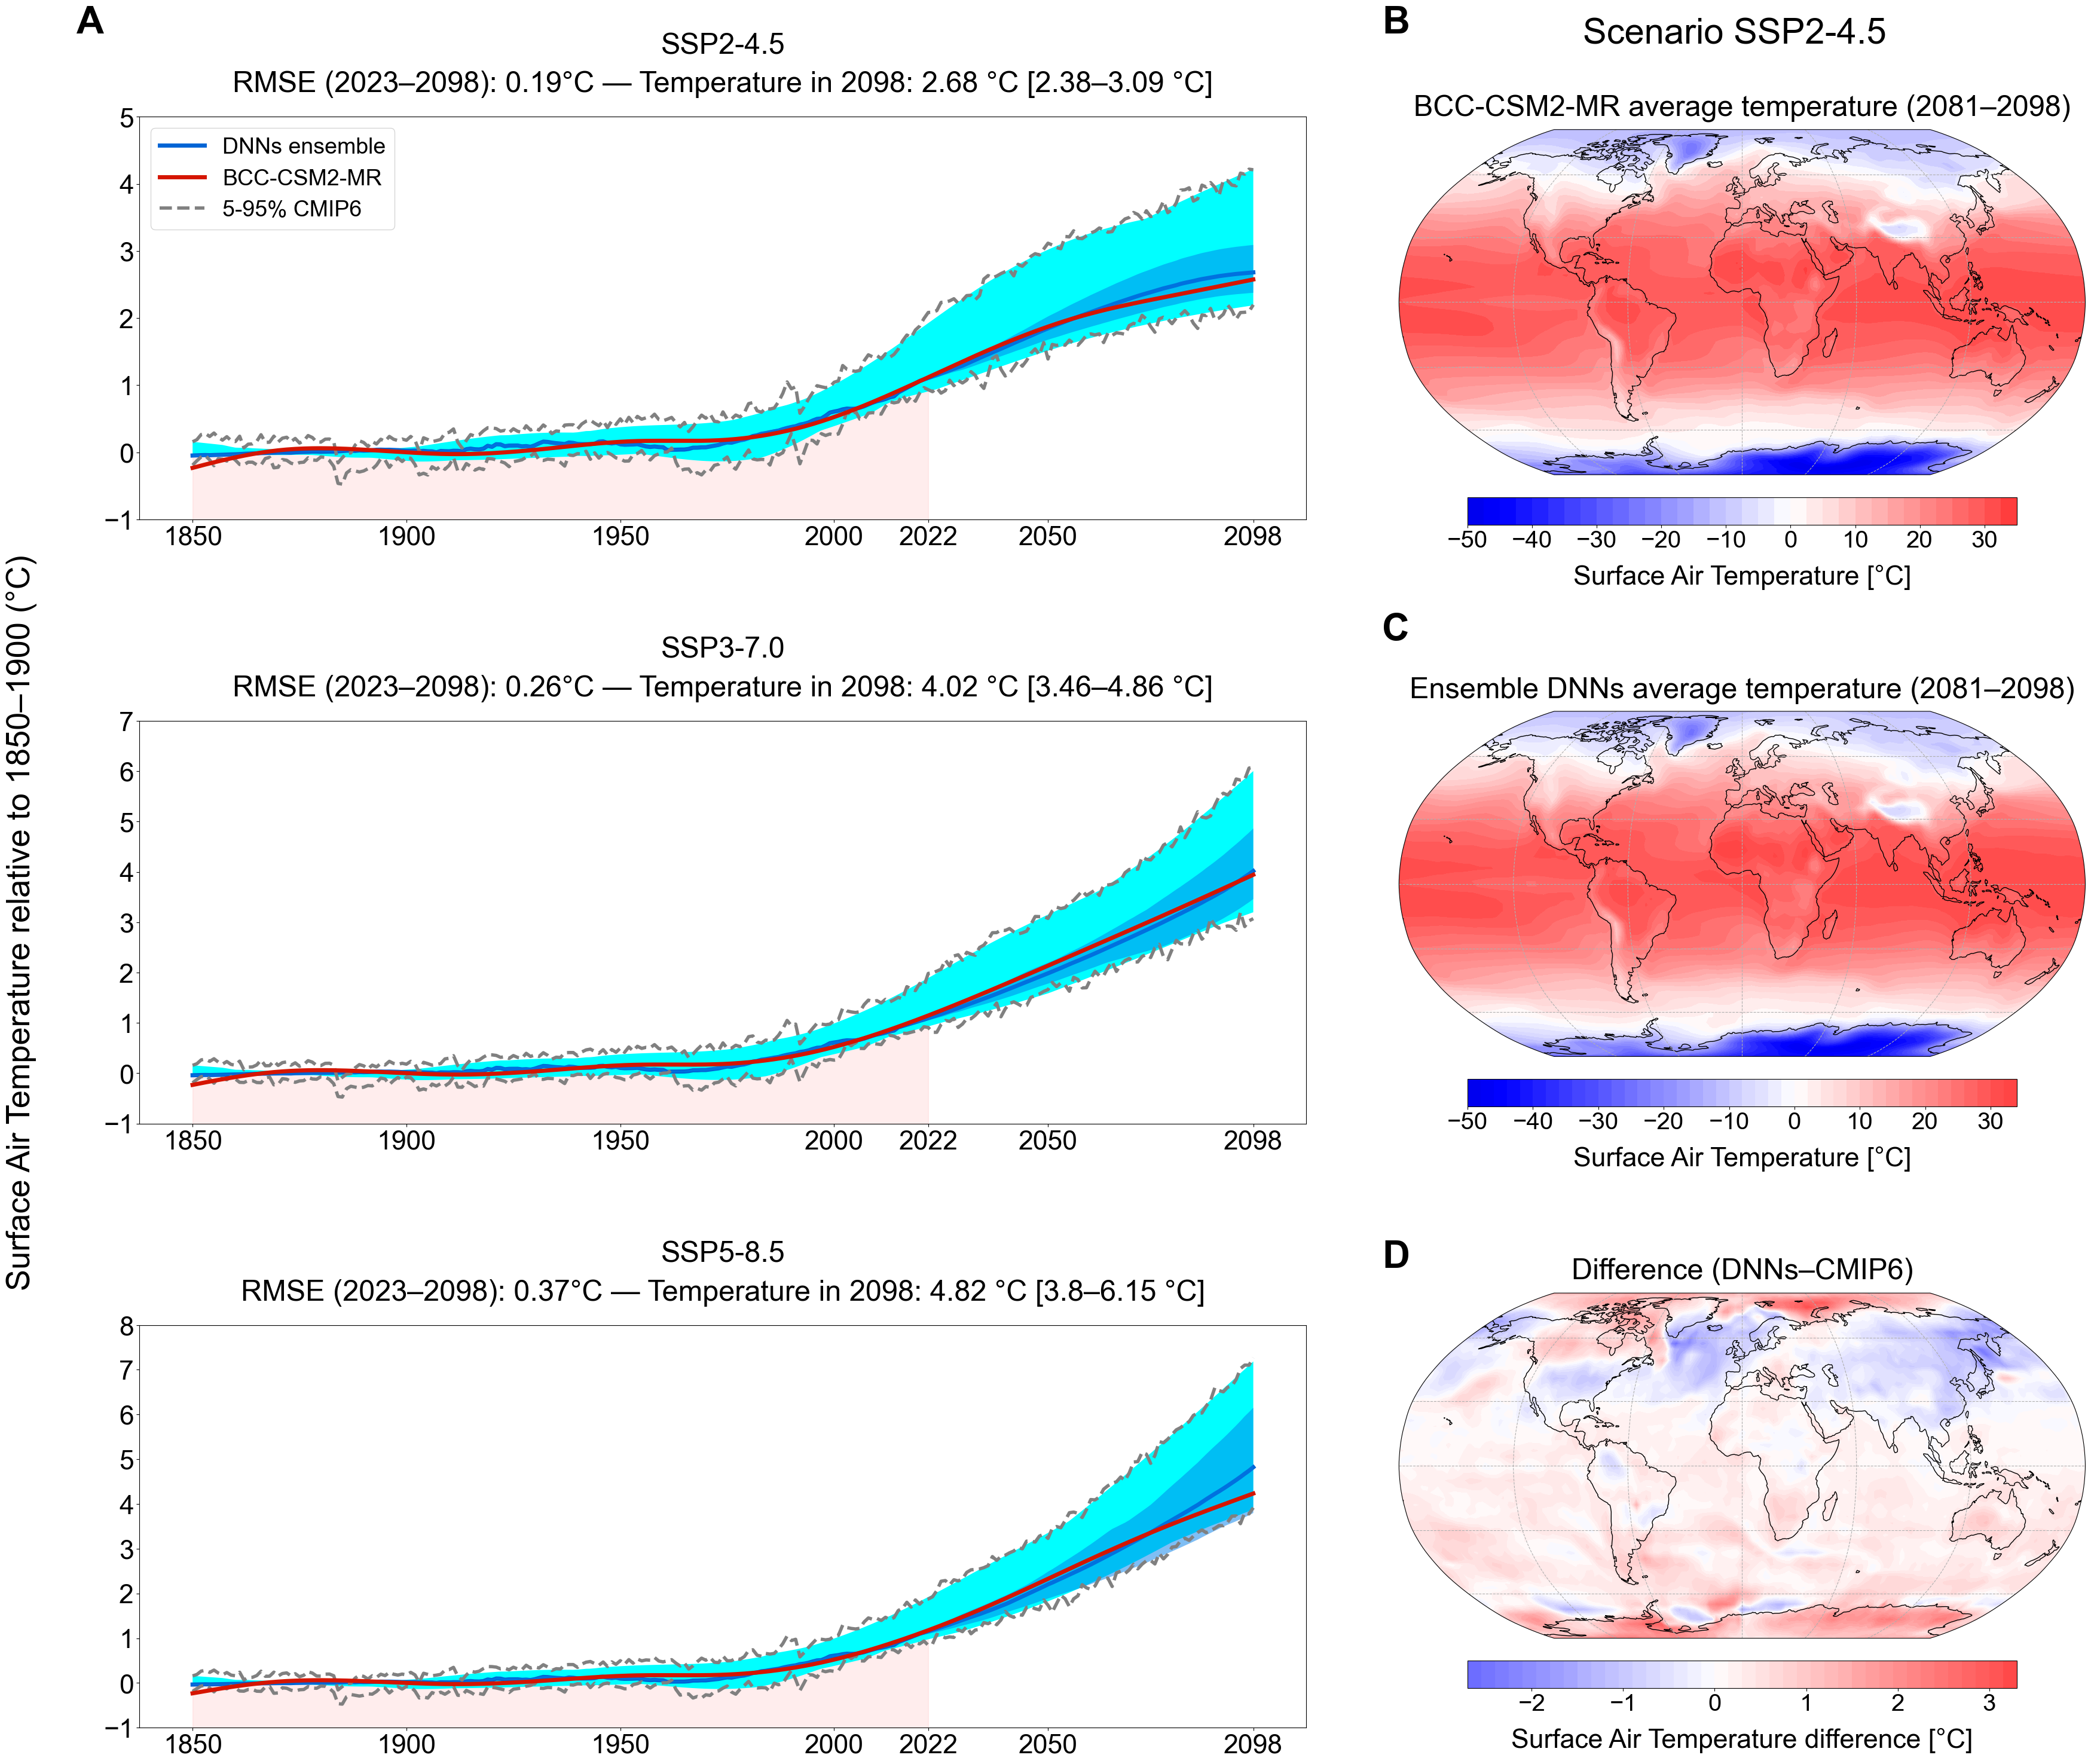 A
SSP2-4.5
RMSE (2023–2098): 0.19°C — Temperature in 2098: 2.68 °C [2.38–3.09 °C]
DNNs ensemble
BCC-CSM2-MR
5-95% CMIP6
5
4
3
2
1
0
−1
1850 1900 1950 2000 2022 2050 2098
Surface Air Temperature relative to 1850–1900 (°C)
SSP3-7.0
RMSE (2023–2098): 0.26°C — Temperature in 2098: 4.02 °C [3.46–4.86 °C]
7
6
5
4
3
2
1
0
−1
1850 1900 1950 2000 2022 2050 2098
SSP5-8.5
RMSE (2023–2098): 0.37°C — Temperature in 2098: 4.82 °C [3.8–6.15 °C]
8
7
6
5
4
3
2
1
0
−1
1850 1900 1950 2000 2022 2050 2098
B
Scenario SSP2-4.5
BCC-CSM2-MR average temperature (2081–2098)
−50 −40 −30 −20 −10 0 10 20 30
Surface Air Temperature [°C]
C
Ensemble DNNs average temperature (2081–2098)
−50 −40 −30 −20 −10 0 10 20 30
Surface Air Temperature [°C]
D
Difference (DNNs–CMIP6)
−2 −1 0 1 2 3
Surface Air Temperature difference [°C]